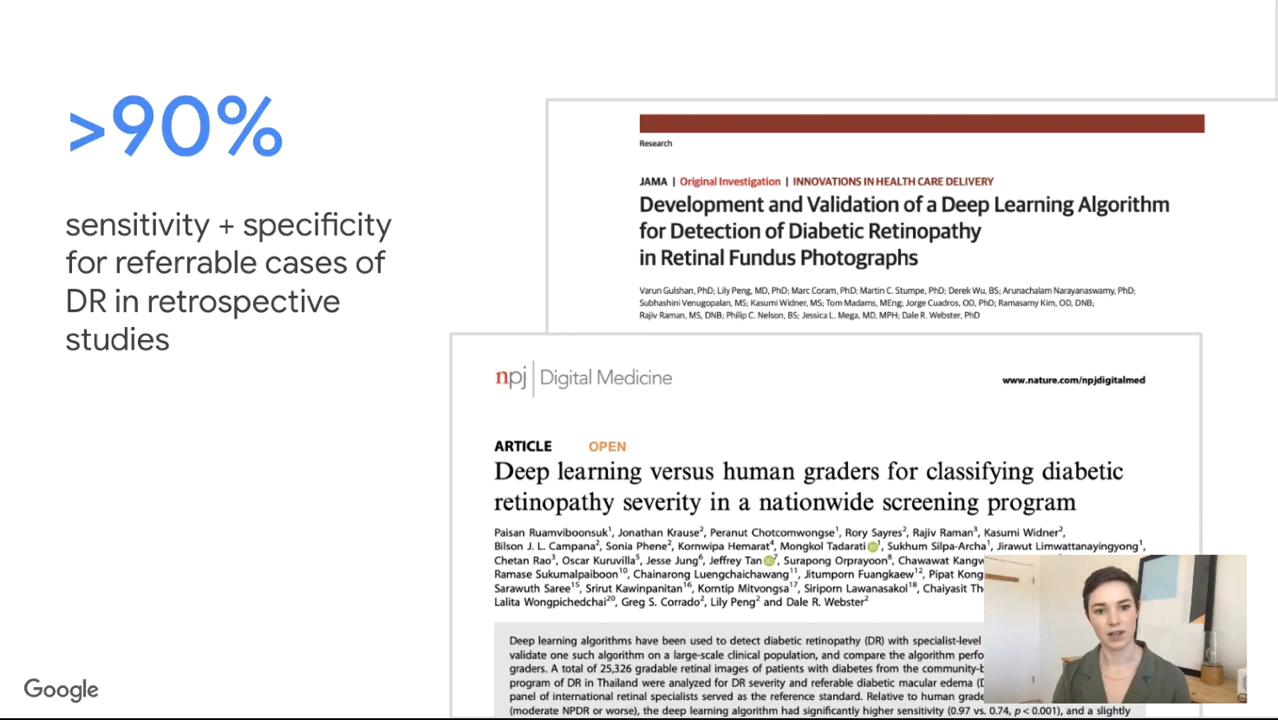 >90%
sensitivity + specificity
for referrable cases of
DR in retrospective
studies
Research
JAMA | Original Investigation | INNOVATIONS IN HEALTH CARE DELIVERY
Development and Validation of a Deep Learning Algorithm
for Detection of Diabetic Retinopathy
in Retinal Fundus Photographs
Varun Gulshan, PhD; Lily Peng, MD, PhD; Marc Coram, PhD; Martin C. Stumpe, PhD; Derek Wu, BS; Arunachalam Narayanaswamy, PhD;
Subhashini Venugopalan, MS; Kasumi Widner, MS; Tom Madams, MEng; Jorge Cuadros, OD, PhD; Ramasamy Kim, OD, DNB;
Rajiv Raman, MS, DNB; Philip C. Nelson, BS; Jessica L. Mega, MD, MPH; Dale R. Webster, PhD
npj | Digital Medicine
www.nature.com/npjdigitalmed
ARTICLE OPEN
Deep learning versus human graders for classifying diabetic
retinopathy severity in a nationwide screening program
Paisan Ruamviboonsuk¹, Jonathan Krause², Peranut Chotcomwongse¹, Rory Sayres², Rajiv Raman³, Kasumi Widner²,
Bilson J. L. Campana², Sonia Phene², Kornwipa Hemarat⁴, Mongkol Tadarati¹, Sukhum Silpa-Archa¹, Jirawut Limwattanayingyong¹,
Chetan Rao³, Oscar Kuruvilla⁵, Jesse Jung⁶, Jeffrey Tan⁷, Surapong Orprayoon⁸, Chawawat Kangw
Ramase Sukumalpaiboon¹⁰, Chainarong Luengchaichawang¹¹, Jitumporn Fuangkaew¹², Pipat Kong
Sarawuth Saree¹⁵, Srirut Kawinpanitan¹⁶, Korntip Mitvongsa¹⁷, Siriporn Lawanasakol¹⁸, Chaiyasit Th
Lalita Wongpichedchai²⁰, Greg S. Corrado², Lily Peng² and Dale R. Webster²
Deep learning algorithms have been used to detect diabetic retinopathy (DR) with specialist-level
validate one such algorithm on a large-scale clinical population, and compare the algorithm perfo
graders. A total of 25,326 gradable retinal images of patients with diabetes from the community-b
program of DR in Thailand were analyzed for DR severity and referable diabetic macular edema (D
panel of international retinal specialists served as the reference standard. Relative to human grade
(moderate NPDR or worse), the deep learning algorithm had significantly higher sensitivity (0.97 vs. 0.74, p < 0.001), and a slightly
Google